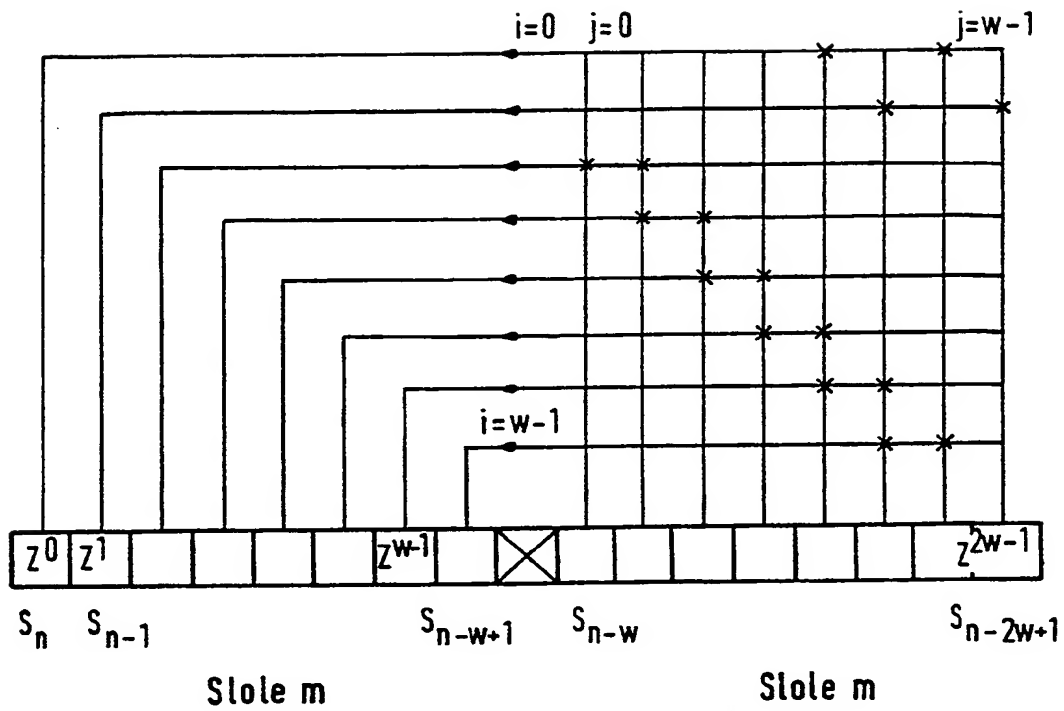 i=0 j=0 j=w-1
i=w-1
Z⁰ Z¹ Zʷ⁻¹ Z²ʷ⁻¹
Sₙ Sₙ₋₁ Sₙ₋w₊₁ Sₙ₋w Sₙ₋₂w₊₁
Slole m Slole m